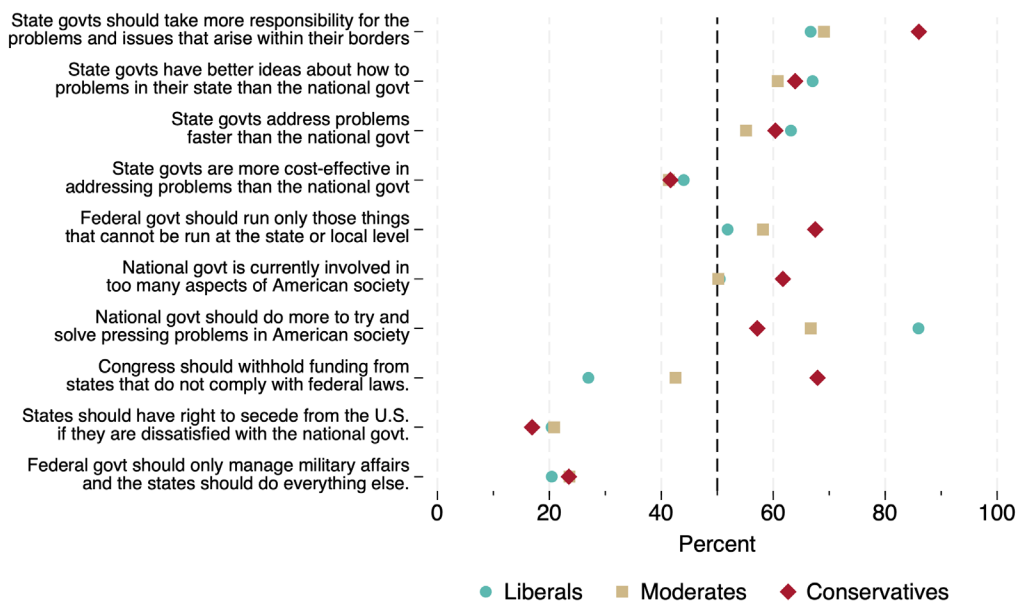 State govts should take more responsibility for the
problems and issues that arise within their borders
State govts have better ideas about how to
problems in their state than the national govt
State govts address problems
faster than the national govt
State govts are more cost-effective in
addressing problems than the national govt
Federal govt should run only those things
that cannot be run at the state or local level
National govt is currently involved in
too many aspects of American society
National govt should do more to try and
solve pressing problems in American society
Congress should withhold funding from
states that do not comply with federal laws.
States should have right to secede from the U.S.
if they are dissatisfied with the national govt.
Federal govt should only manage military affairs
and the states should do everything else.
0 20 40 60 80 100
Percent
Liberals Moderates Conservatives